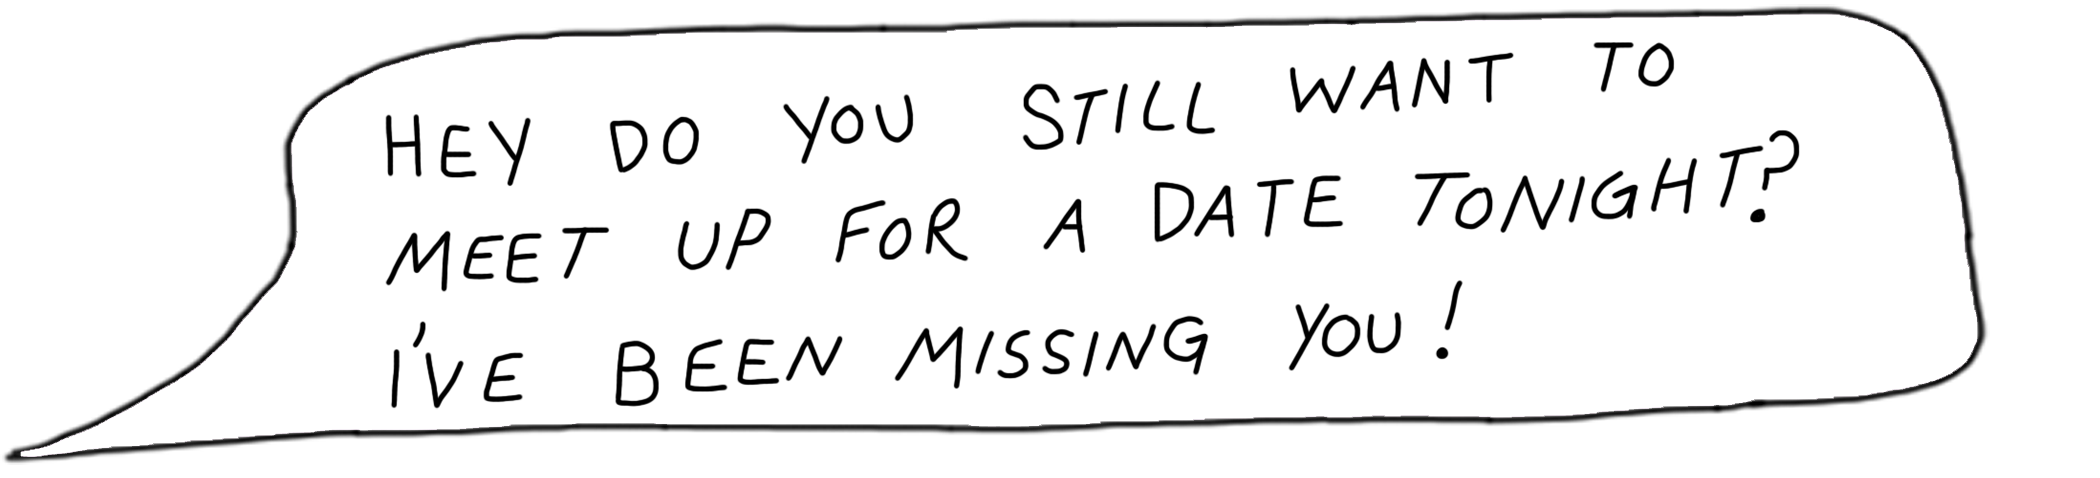 HEY DO YOU STILL WANT TO
MEET UP FOR A DATE TONIGHT?
I'VE BEEN MISSING YOU!